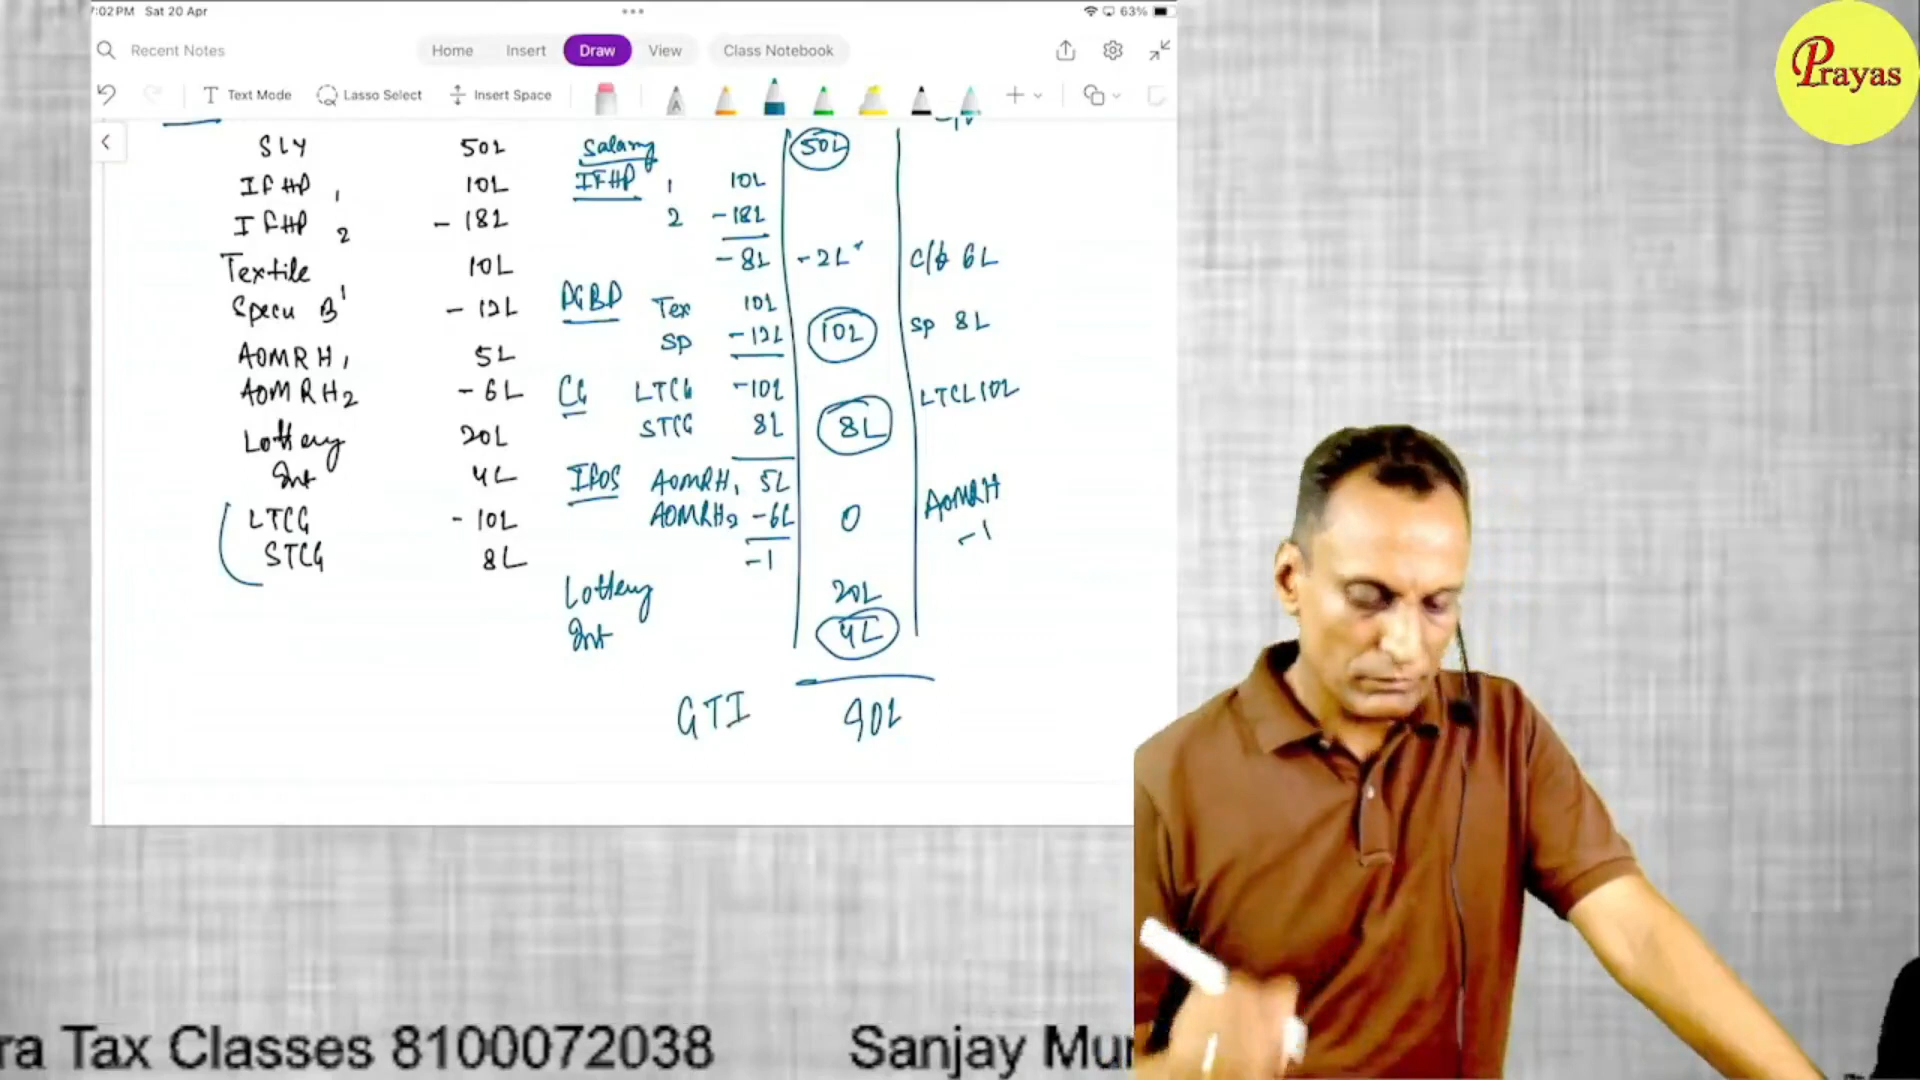 7:02 PM Sat 20 Apr
63%
Recent Notes
Home Insert Draw View Class Notebook
Text Mode Lasso Select Insert Space
Prayas
SLY 50L
IFHP 1 10L
IFHP 2 - 18L
Textile 10L
Specu B' - 12L
AOMRH1 5L
AOMRH2 - 6L
Lottery 20L
Int 4L
LTCG - 10L
STCG 8L
Salary 50L
IFHP 1 10L
2 - 18L
- 8L - 2L c/f 6L
PGBP Tex 10L
SP - 12L 10L SP 8L
CG LTCG - 10L LTCL 10L
STCG 8L 8L
IFOS AOMRH1 5L
AOMRH2 - 6L 0 AOMRH
- 1 - 1
Lottery 20L
Int 4L
GTI 90L
ra Tax Classes 8100072038 Sanjay Mun